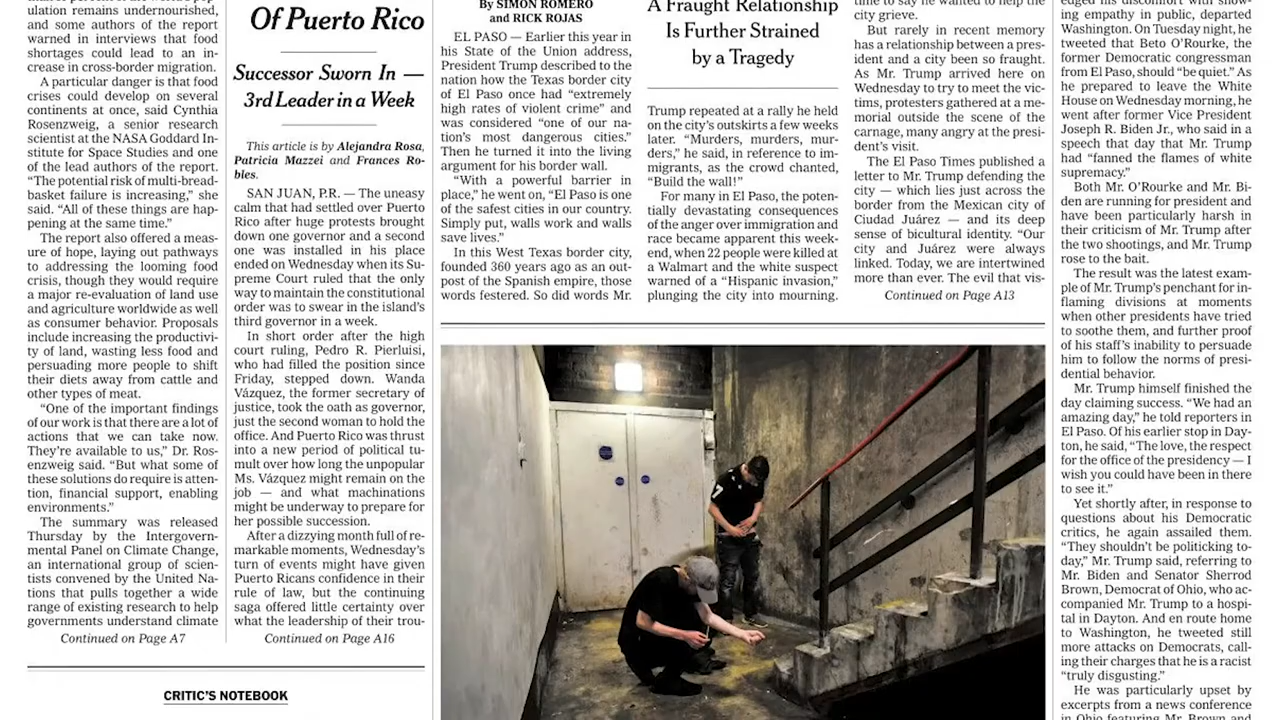 ulation remains undernourished,
and some authors of the report
warned in interviews that food
shortages could lead to an in-
crease in cross-border migration.
A particular danger is that food
crises could develop on several
continents at once, said Cynthia
Rosenzweig, a senior research
scientist at the NASA Goddard In-
stitute for Space Studies and one
of the lead authors of the report.
“The potential risk of multi-bread-
basket failure is increasing,” she
said. “All of these things are hap-
pening at the same time.”
The report also offered a meas-
ure of hope, laying out pathways
to addressing the looming food
crisis, though they would require
a major re-evaluation of land use
and agriculture worldwide as well
as consumer behavior. Proposals
include increasing the productivi-
ty of land, wasting less food and
persuading more people to shift
their diets away from cattle and
other types of meat.
“One of the important findings
of our work is that there are a lot of
actions that we can take now.
They’re available to us,” Dr. Ros-
enzweig said. “But what some of
these solutions do require is atten-
tion, financial support, enabling
environments.”
The summary was released
Thursday by the Intergovern-
mental Panel on Climate Change,
an international group of scien-
tists convened by the United Na-
tions that pulls together a wide
range of existing research to help
governments understand climate
Continued on Page A7
Of Puerto Rico
Successor Sworn In —
3rd Leader in a Week
This article is by Alejandra Rosa,
Patricia Mazzei and Frances Ro-
bles.
SAN JUAN, P.R. — The uneasy
calm that had settled over Puerto
Rico after huge protests brought
down one governor and a second
one was installed in his place
ended on Wednesday when its Su-
preme Court ruled that the only
way to maintain the constitutional
order was to swear in the island’s
third governor in a week.
In short order after the high
court ruling, Pedro R. Pierluisi,
who had filled the position since
Friday, stepped down. Wanda
Vázquez, the former secretary of
justice, took the oath as governor,
just the second woman to hold the
office. And Puerto Rico was thrust
into a new period of political tu-
mult over how long the unpopular
Ms. Vázquez might remain on the
job — and what machinations
might be underway to prepare for
her possible succession.
After a dizzying month full of re-
markable moments, Wednesday’s
turn of events might have given
Puerto Ricans confidence in their
rule of law, but the continuing
saga offered little certainty over
what the leadership of their trou-
Continued on Page A16
CRITIC’S NOTEBOOK
By SIMON ROMERO
and RICK ROJAS
EL PASO — Earlier this year in
his State of the Union address,
President Trump described to the
nation how the Texas border city
of El Paso once had “extremely
high rates of violent crime” and
was considered “one of our na-
tion’s most dangerous cities.”
Then he turned it into the living
argument for his border wall.
“With a powerful barrier in
place,” he went on, “El Paso is one
of the safest cities in our country.
Simply put, walls work and walls
save lives.”
In this West Texas border city,
founded 360 years ago as an out-
post of the Spanish empire, those
words festered. So did words Mr.
A Fraught Relationship
Is Further Strained
by a Tragedy
Trump repeated at a rally he held
on the city’s outskirts a few weeks
later. “Murders, murders, mur-
ders,” he said, in reference to im-
migrants, as the crowd chanted,
“Build the wall!”
For many in El Paso, the poten-
tially devastating consequences
of the anger over immigration and
race became apparent this week-
end, when 22 people were killed at
a Walmart and the white suspect
warned of a “Hispanic invasion,”
plunging the city into mourning.
time to say he wanted to help the
city grieve.
But rarely in recent memory
has a relationship between a pres-
ident and a city been so fraught.
As Mr. Trump arrived here on
Wednesday to try to meet the vic-
tims, protesters gathered at a me-
morial outside the scene of the
carnage, many angry at the presi-
dent’s visit.
The El Paso Times published a
letter to Mr. Trump defending the
city — which lies just across the
border from the Mexican city of
Ciudad Juárez — and its deep
sense of bicultural identity. “Our
city and Juárez were always
linked. Today, we are intertwined
more than ever. The evil that vis-
Continued on Page A13
edged his discomfort with show-
ing empathy in public, departed
Washington. On Tuesday night, he
tweeted that Beto O’Rourke, the
former Democratic congressman
from El Paso, should “be quiet.” As
he prepared to leave the White
House on Wednesday morning, he
went after former Vice President
Joseph R. Biden Jr., who said in a
speech that day that Mr. Trump
had “fanned the flames of white
supremacy.”
Both Mr. O’Rourke and Mr. Bi-
den are running for president and
have been particularly harsh in
their criticism of Mr. Trump after
the two shootings, and Mr. Trump
rose to the bait.
The result was the latest exam-
ple of Mr. Trump’s penchant for in-
flaming divisions at moments
when other presidents have tried
to soothe them, and further proof
of his staff’s inability to persuade
him to follow the norms of presi-
dential behavior.
Mr. Trump himself finished the
day claiming success. “We had an
amazing day,” he told reporters in
El Paso. Of his earlier stop in Day-
ton, he said, “The love, the respect
for the office of the presidency — I
wish you could have been in there
to see it.”
Yet shortly after, in response to
questions about his Democratic
critics, he again assailed them.
“They shouldn’t be politicking to-
day,” Mr. Trump said, referring to
Mr. Biden and Senator Sherrod
Brown, Democrat of Ohio, who ac-
companied Mr. Trump to a hospi-
tal in Dayton. And en route home
to Washington, he tweeted still
more attacks on Democrats, call-
ing their charges that he is a racist
“truly disgusting.”
He was particularly upset by
excerpts from a news conference
in Ohio featuring Mr. Brown and